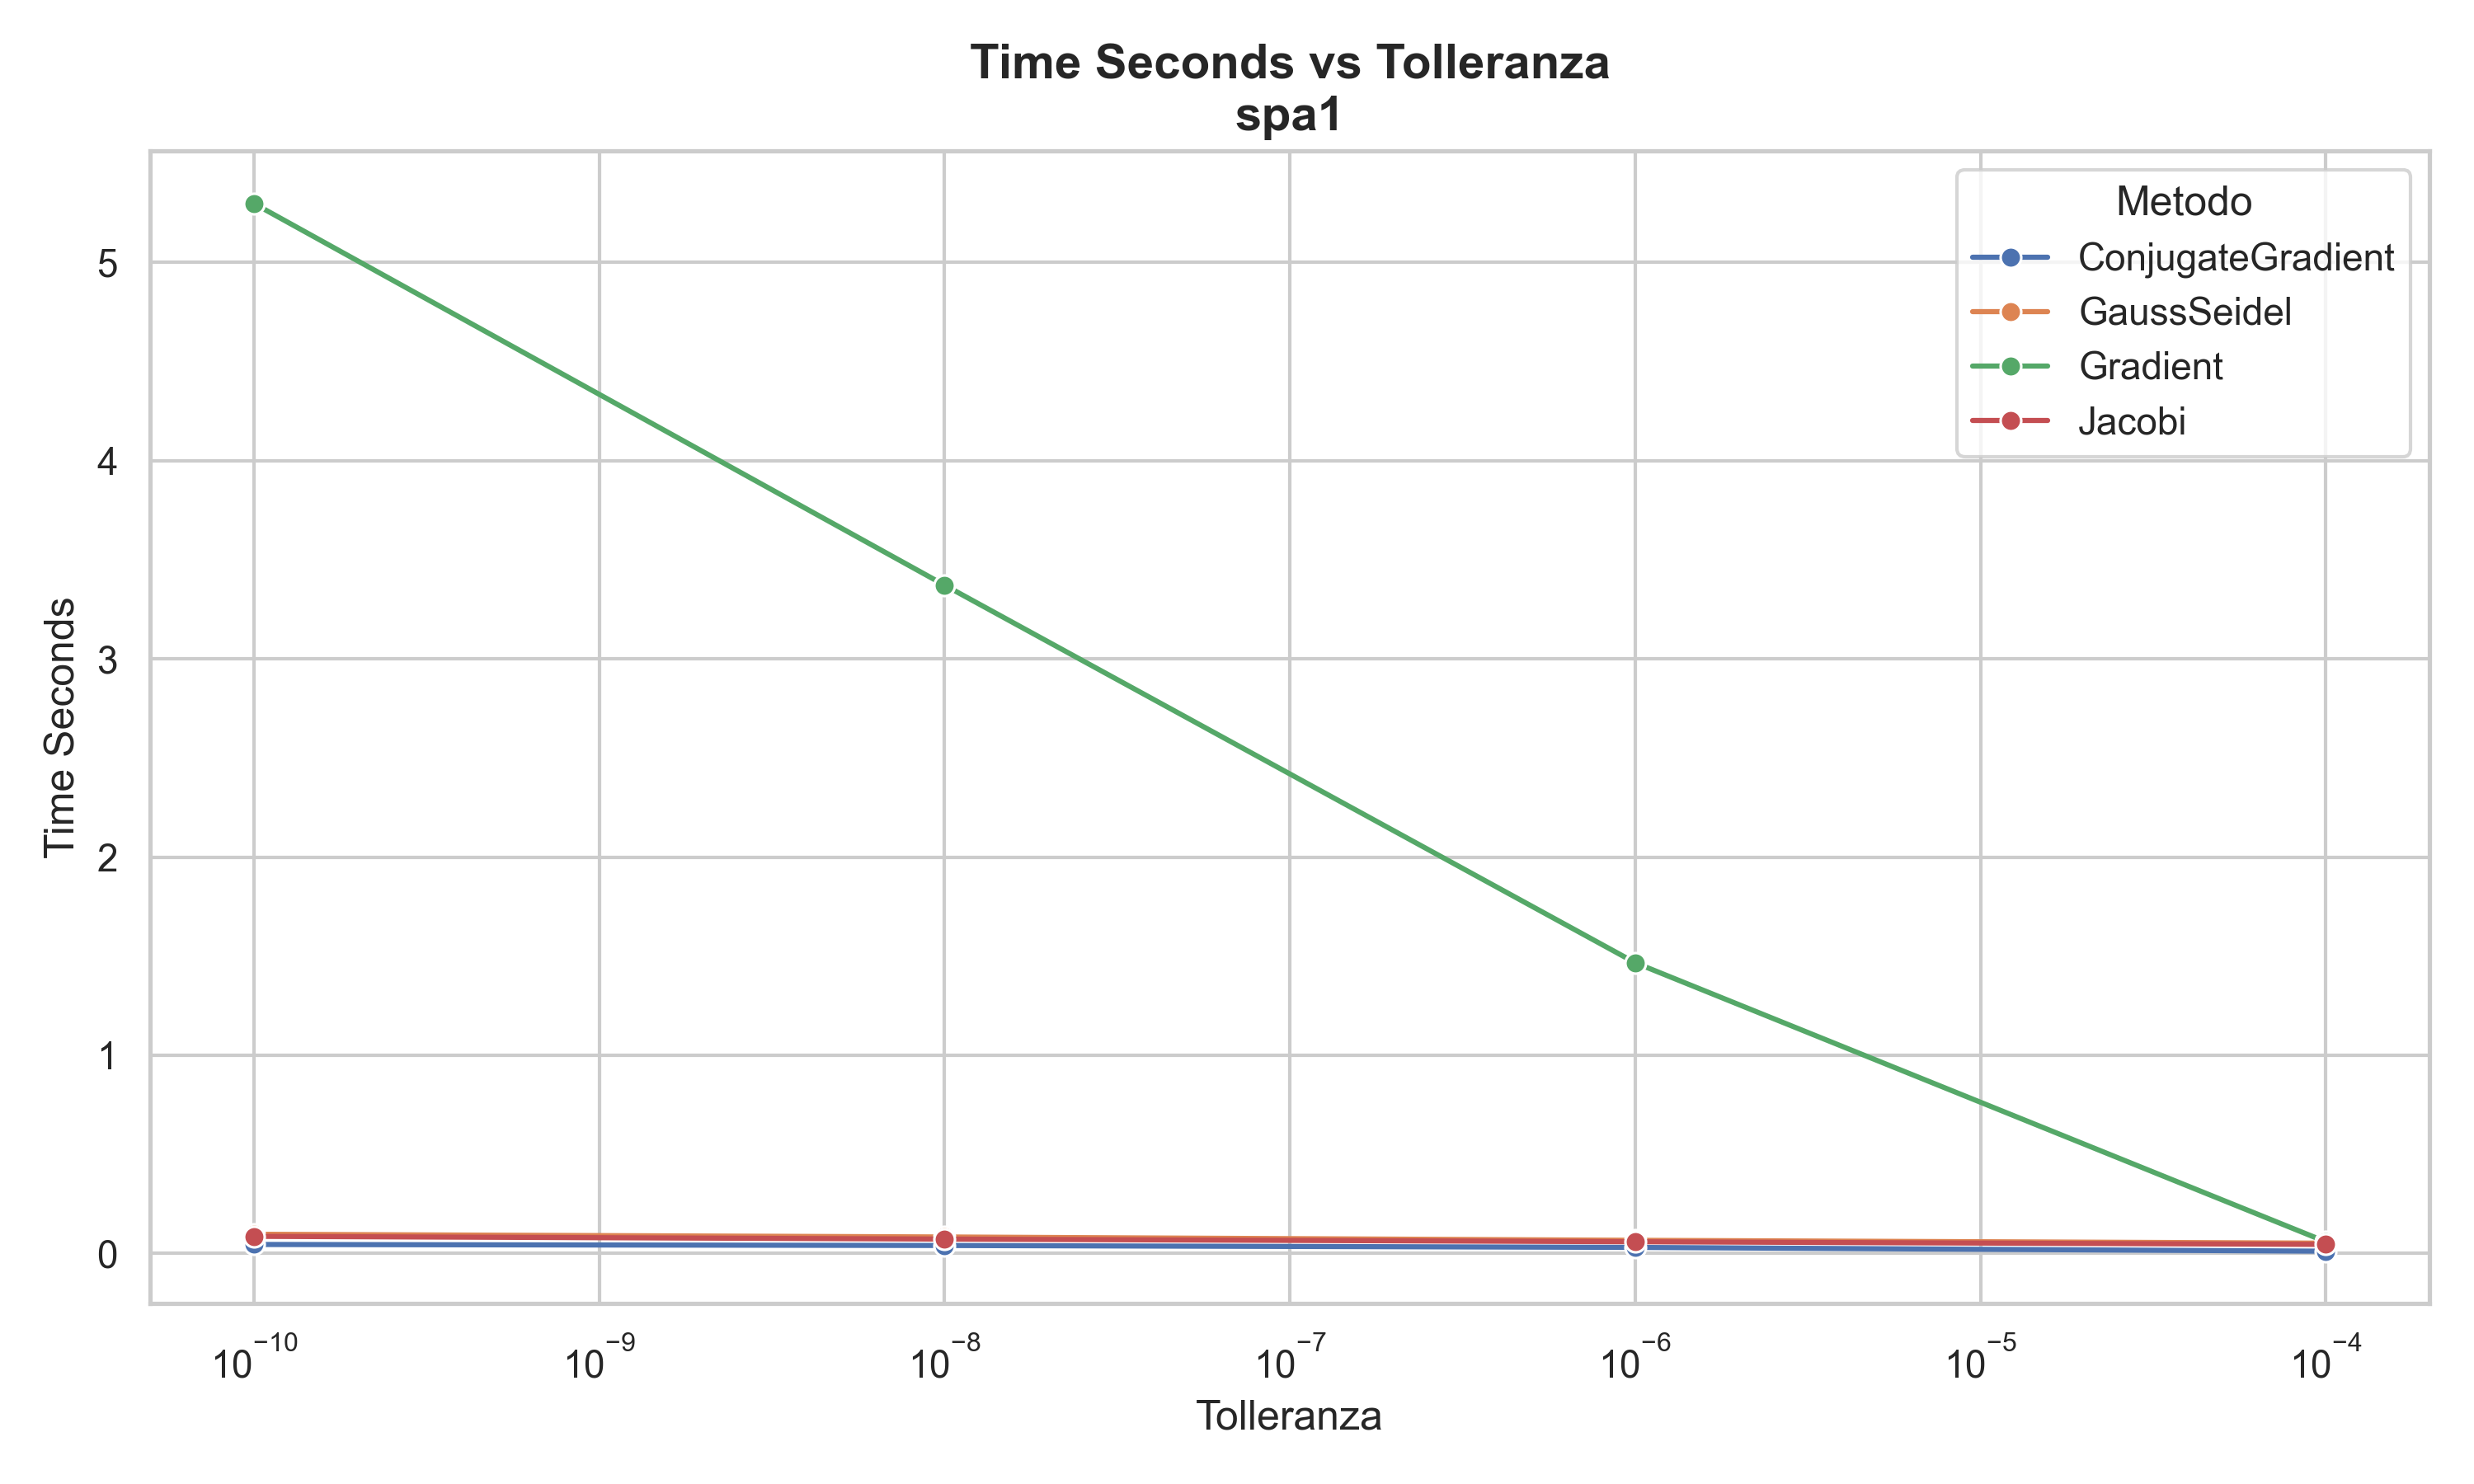 Time Seconds vs Tolleranza
spa1
Metodo
ConjugateGradient
GaussSeidel
Gradient
Jacobi
Time Seconds
5
4
3
2
1
0
10⁻¹⁰ 10⁻⁹ 10⁻⁸ 10⁻⁷ 10⁻⁶ 10⁻⁵ 10⁻⁴
Tolleranza